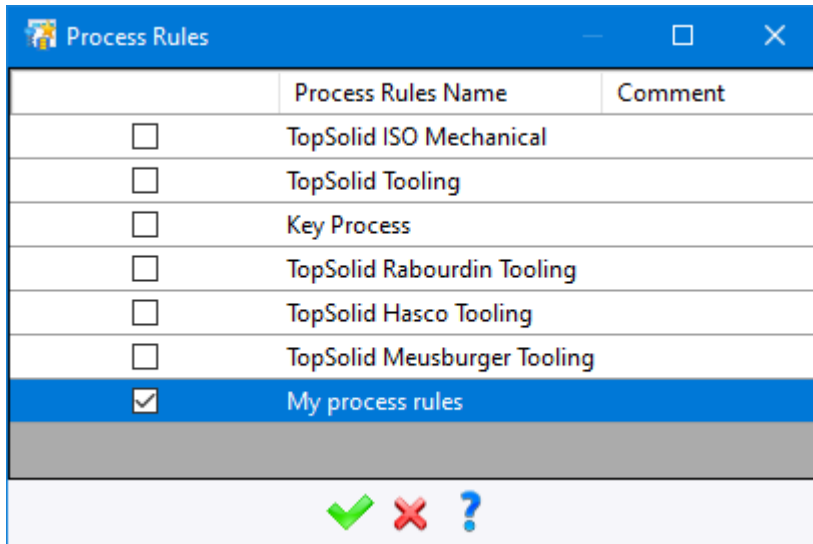 Process Rules
Process Rules Name Comment
TopSolid ISO Mechanical
TopSolid Tooling
Key Process
TopSolid Rabourdin Tooling
TopSolid Hasco Tooling
TopSolid Meusburger Tooling
My process rules